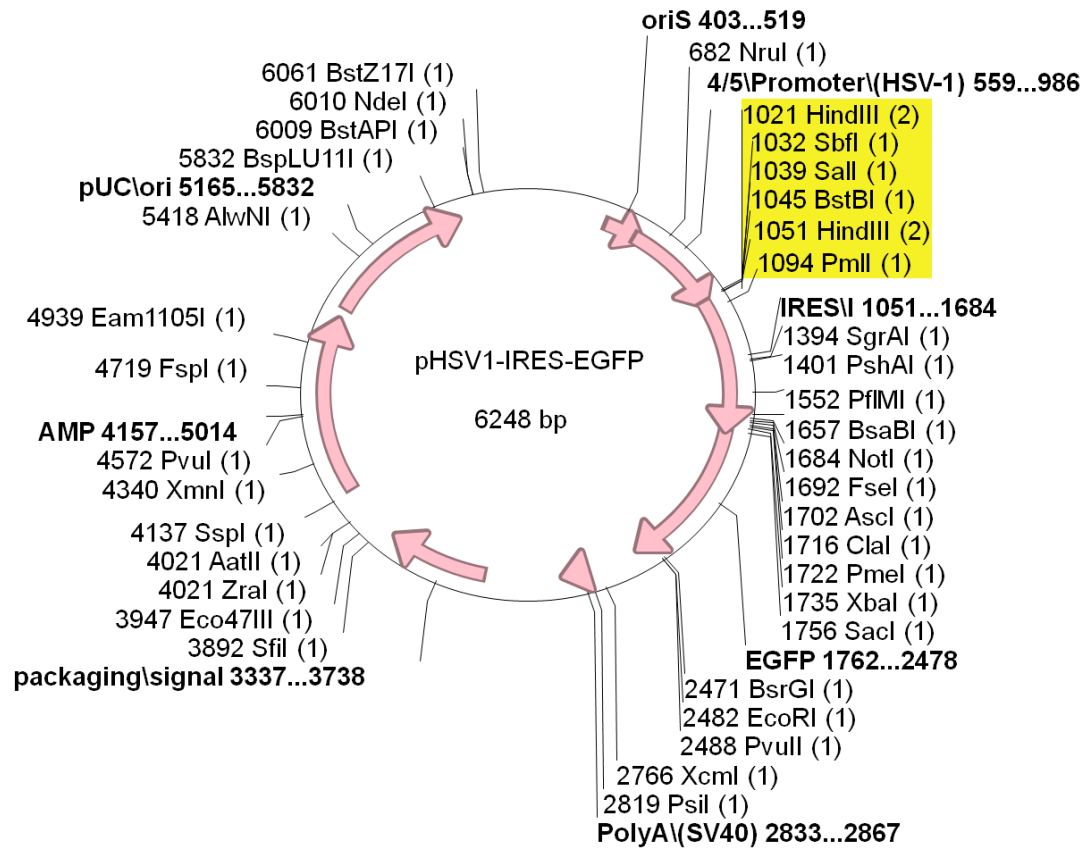 oriS 403...519
682 NruI (1)
4/5\Promoter\(HSV-1) 559...986
1021 HindIII (2)
1032 SbfI (1)
1039 SalI (1)
1045 BstBI (1)
1051 HindIII (2)
1094 PmlI (1)
IRES\I 1051...1684
1394 SgrAI (1)
1401 PshAI (1)
1552 PflMI (1)
1657 BsaBI (1)
1684 NotI (1)
1692 FseI (1)
1702 AscI (1)
1716 ClaI (1)
1722 PmeI (1)
1735 XbaI (1)
1756 SacI (1)
EGFP 1762...2478
2471 BsrGI (1)
2482 EcoRI (1)
2488 PvuII (1)
2766 XcmI (1)
2819 PsiI (1)
PolyA\(SV40) 2833...2867
6061 BstZ17I (1)
6010 NdeI (1)
6009 BstAPI (1)
5832 BspLU11I (1)
pUC\ori 5165...5832
5418 AlwNI (1)
4939 Eam1105I (1)
4719 FspI (1)
AMP 4157...5014
4572 PvuI (1)
4340 XmnI (1)
4137 SspI (1)
4021 AatII (1)
4021 ZraI (1)
3947 Eco47III (1)
3892 SfiI (1)
packaging\signal 3337...3738
pHSV1-IRES-EGFP
6248 bp